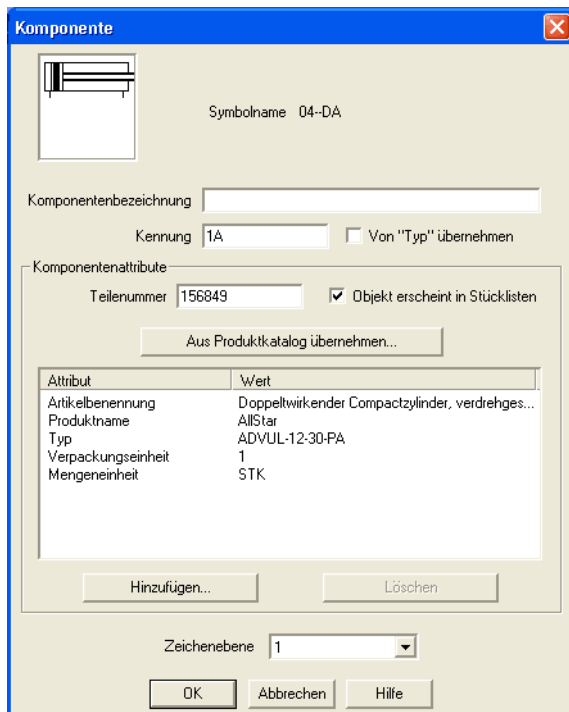 Komponente
Symbolname 04--DA
Komponentenbezeichnung
Kennung 1A Von "Typ" übernehmen
Komponentenattribute
Teilenummer 156849 Objekt erscheint in Stücklisten
Aus Produktkatalog übernehmen...
Attribut Wert
Artikelbenennung Doppeltwirkender Compactzylinder, verdrehges...
Produktname AllStar
Typ ADVUL-12-30-PA
Verpackungseinheit 1
Mengeneinheit STK
Hinzufügen... Löschen
Zeichenebene 1
OK Abbrechen Hilfe